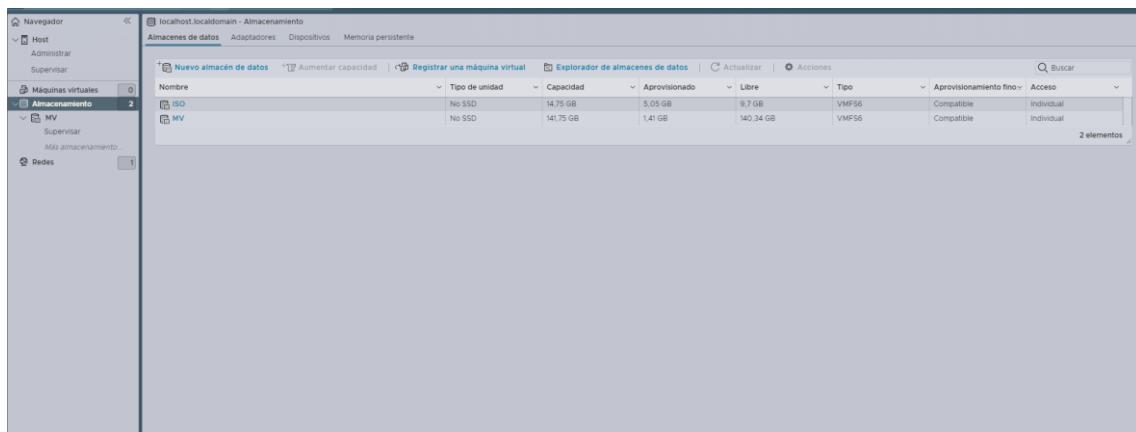 Navegador
Host
Administrar
Supervisar
Máquinas virtuales 0
Almacenamiento 2
MV
Supervisar
Más almacenamiento...
Redes 1
localhost.localdomain - Almacenamiento
Almacenes de datos Adaptadores Dispositivos Memoria persistente
Nuevo almacén de datos Aumentar capacidad Registrar una máquina virtual Explorador de almacenes de datos Actualizar Acciones Buscar
Nombre Tipo de unidad Capacidad Aprovisionado Libre Tipo Aprovisionamiento fino Acceso
ISO No SSD 14,75 GB 5,05 GB 9,7 GB VMFS6 Compatible Individual
MV No SSD 141,75 GB 1,41 GB 140,34 GB VMFS6 Compatible Individual
2 elementos